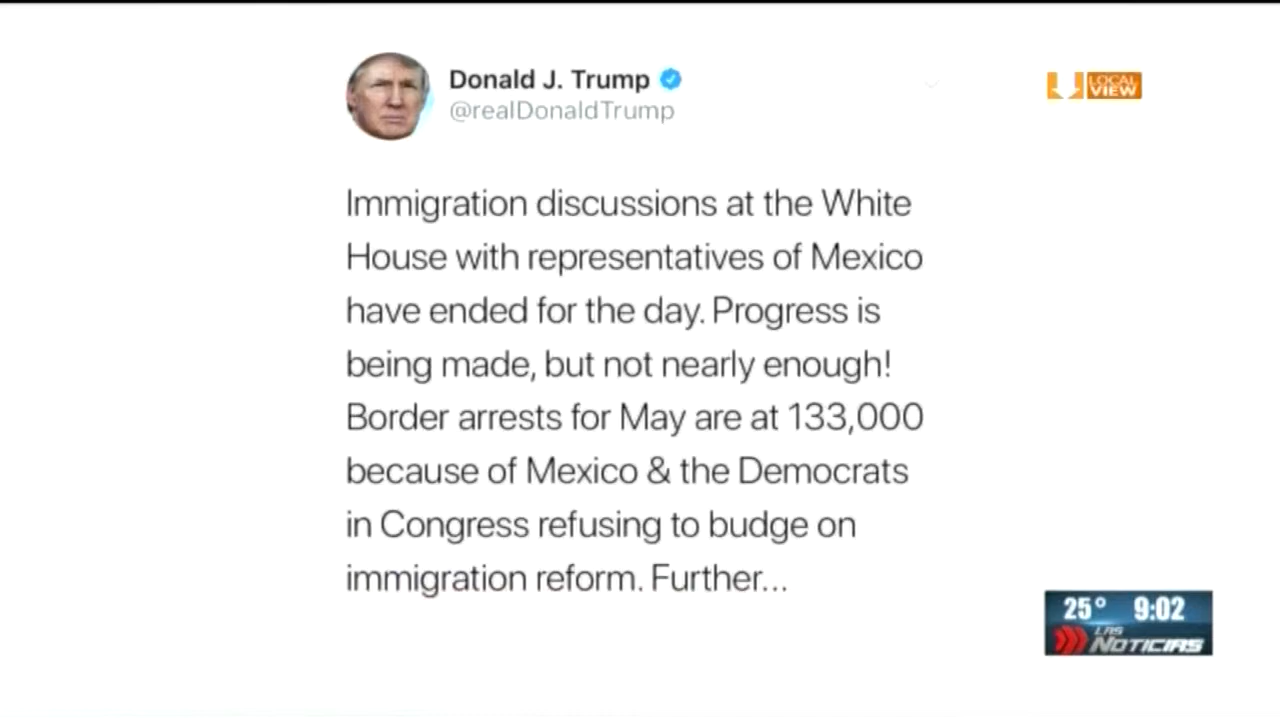 Donald J. Trump
@realDonaldTrump
LOCAL
VIEW
Immigration discussions at the White
House with representatives of Mexico
have ended for the day. Progress is
being made, but not nearly enough!
Border arrests for May are at 133,000
because of Mexico & the Democrats
in Congress refusing to budge on
immigration reform. Further...
25° 9:02
LAS
NOTICIAS